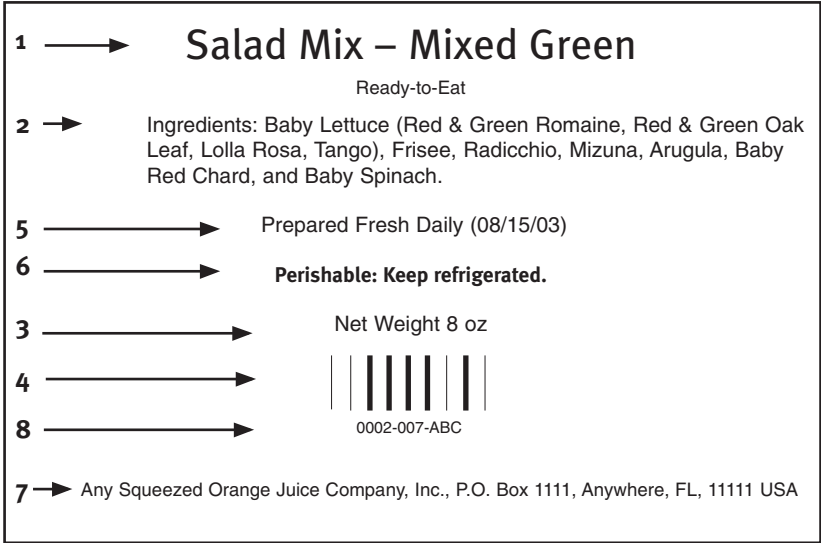 1 Salad Mix – Mixed Green
Ready-to-Eat
2 Ingredients: Baby Lettuce (Red & Green Romaine, Red & Green Oak
Leaf, Lolla Rosa, Tango), Frisee, Radicchio, Mizuna, Arugula, Baby
Red Chard, and Baby Spinach.
5 Prepared Fresh Daily (08/15/03)
6 Perishable: Keep refrigerated.
3 Net Weight 8 oz
4
8 0002-007-ABC
7 Any Squeezed Orange Juice Company, Inc., P.O. Box 1111, Anywhere, FL, 11111 USA